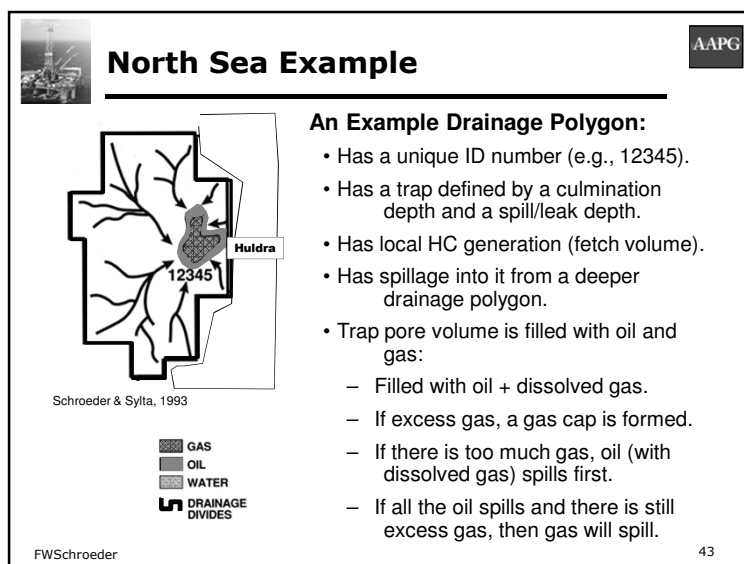 North Sea Example
AAPG
An Example Drainage Polygon:
• Has a unique ID number (e.g., 12345).
• Has a trap defined by a culmination
depth and a spill/leak depth.
• Has local HC generation (fetch volume).
• Has spillage into it from a deeper
drainage polygon.
• Trap pore volume is filled with oil and
gas:
– Filled with oil + dissolved gas.
– If excess gas, a gas cap is formed.
– If there is too much gas, oil (with
dissolved gas) spills first.
– If all the oil spills and there is still
excess gas, then gas will spill.
Huldra
12345
Schroeder & Sylta, 1993
GAS
OIL
WATER
DRAINAGE
DIVIDES
FWSchroeder
43